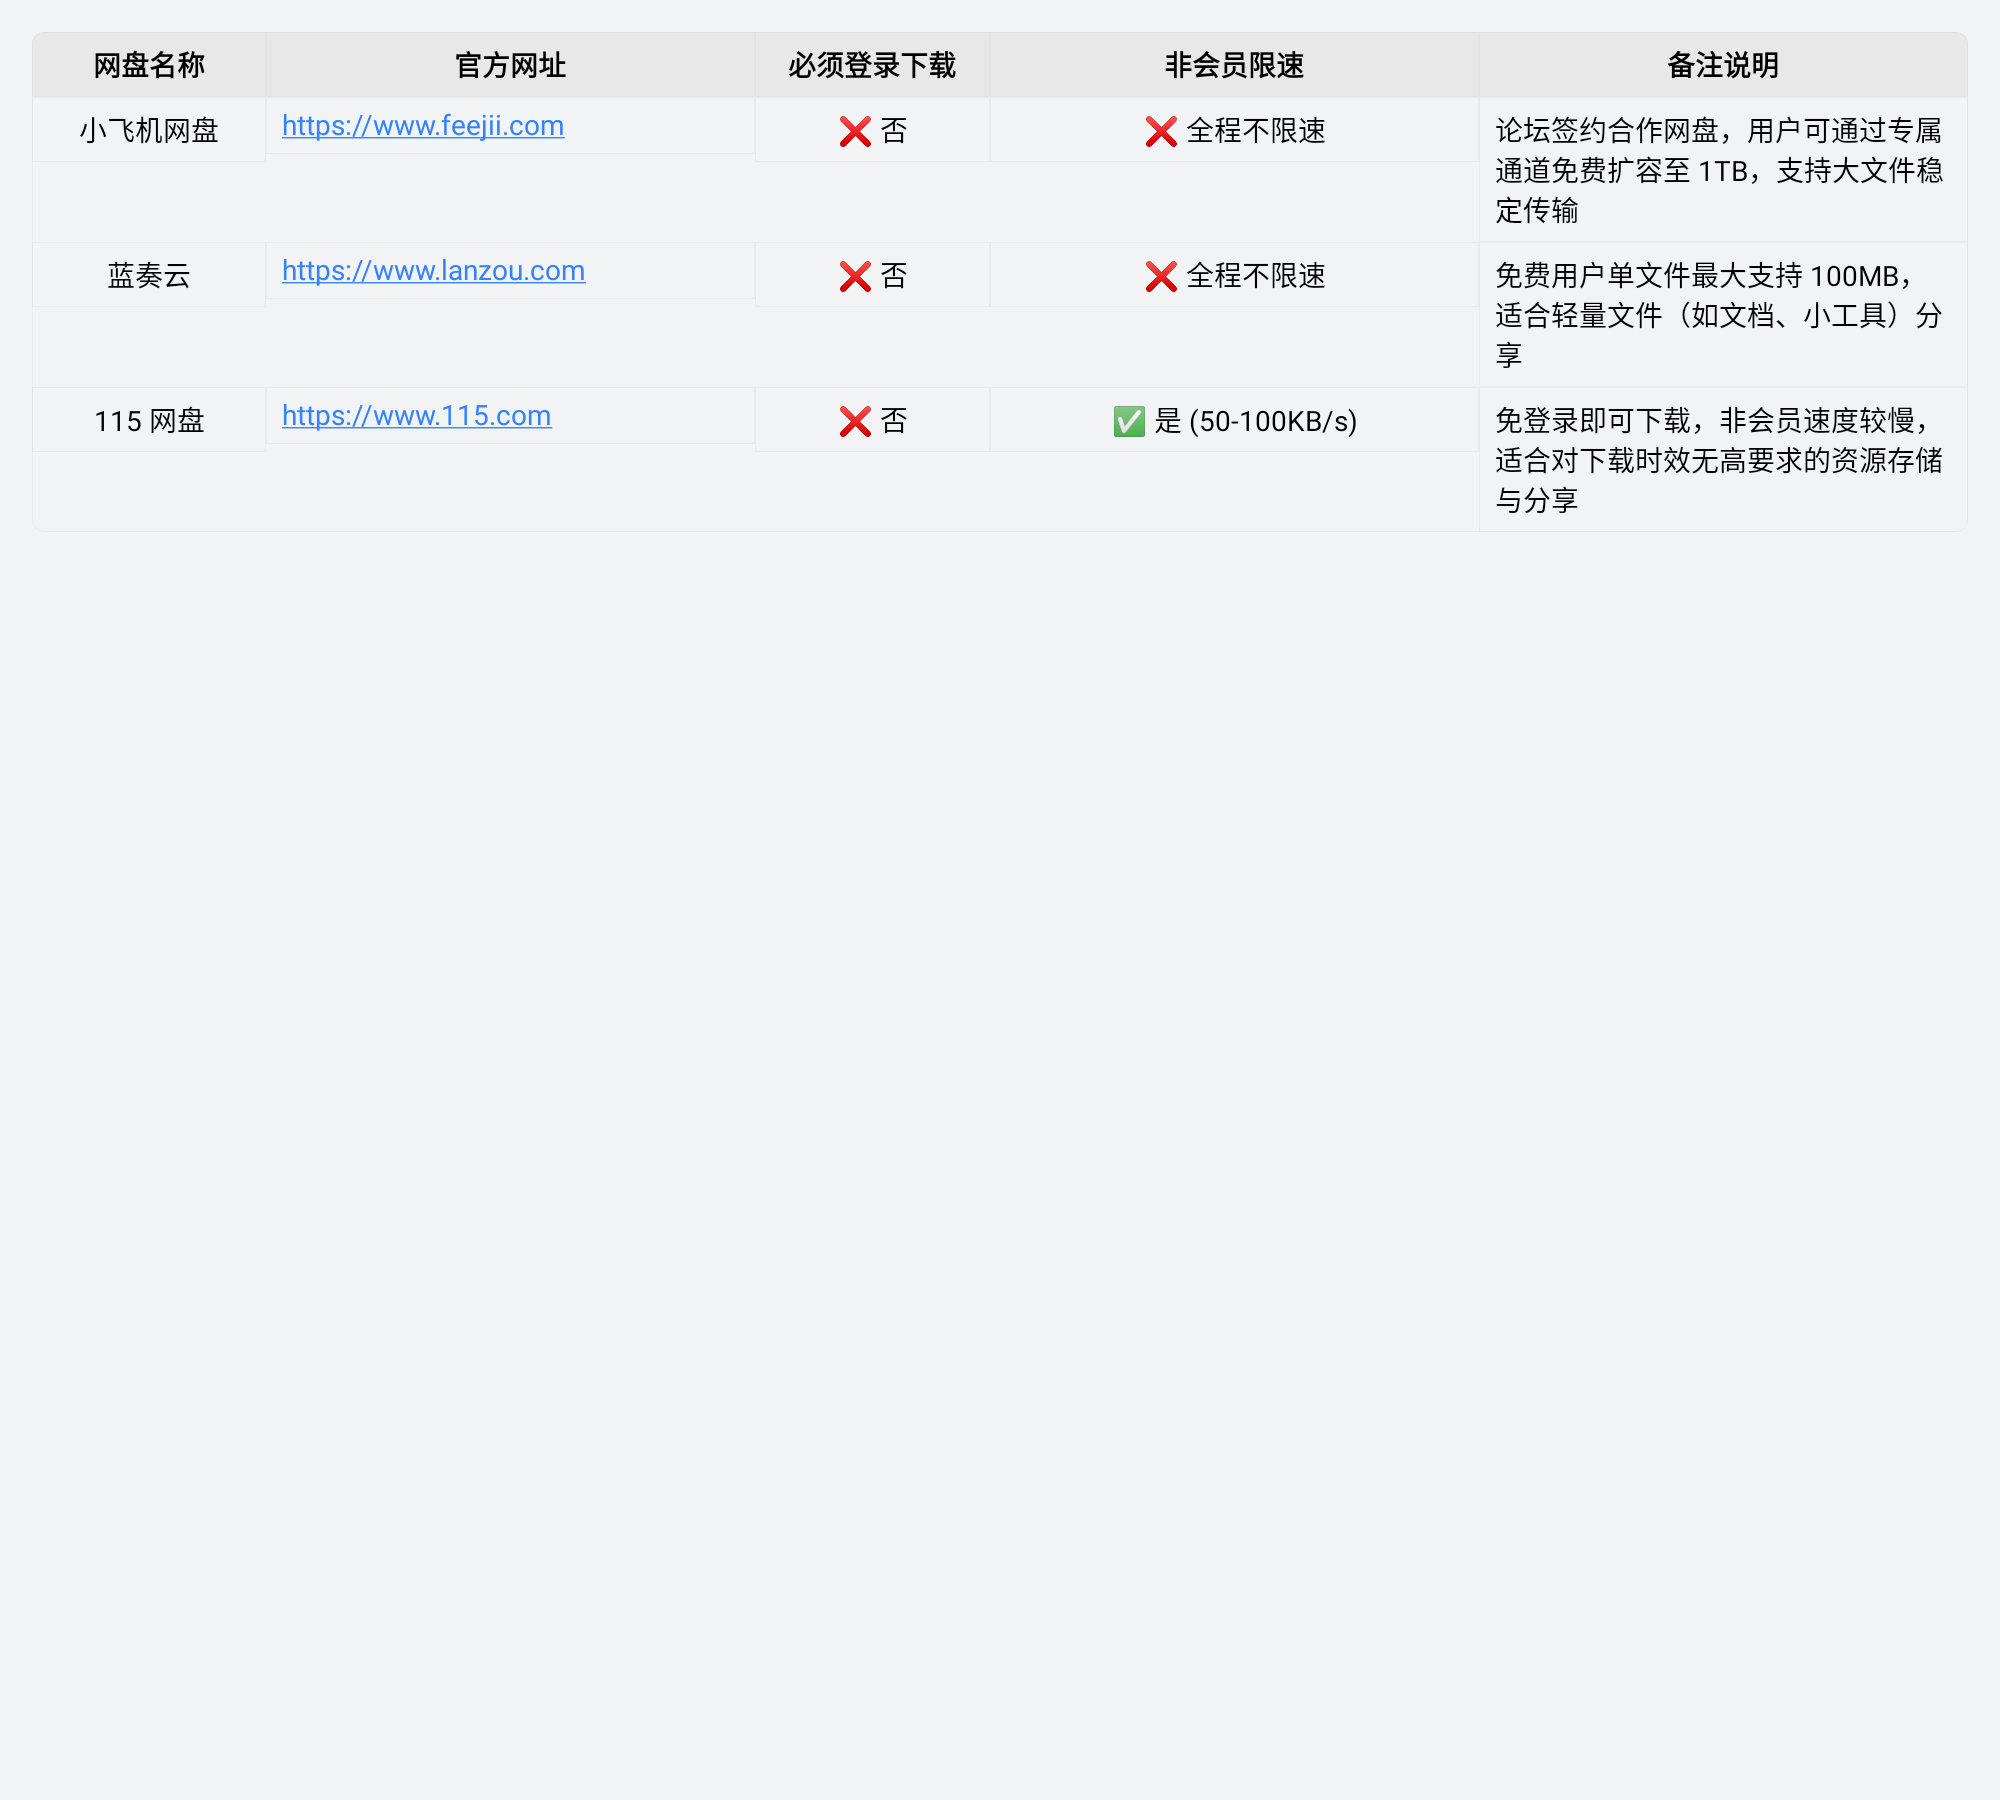 网盘名称 官方网址 必须登录下载 非会员限速 备注说明
小飞机网盘 https://www.feejii.com ❌ 否 ❌ 全程不限速 论坛签约合作网盘，用户可通过专属
通道免费扩容至 1TB，支持大文件稳
定传输
蓝奏云 https://www.lanzou.com ❌ 否 ❌ 全程不限速 免费用户单文件最大支持 100MB，
适合轻量文件（如文档、小工具）分
享
115 网盘 https://www.115.com ❌ 否 ✅ 是 (50-100KB/s) 免登录即可下载，非会员速度较慢，
适合对下载时效无高要求的资源存储
与分享